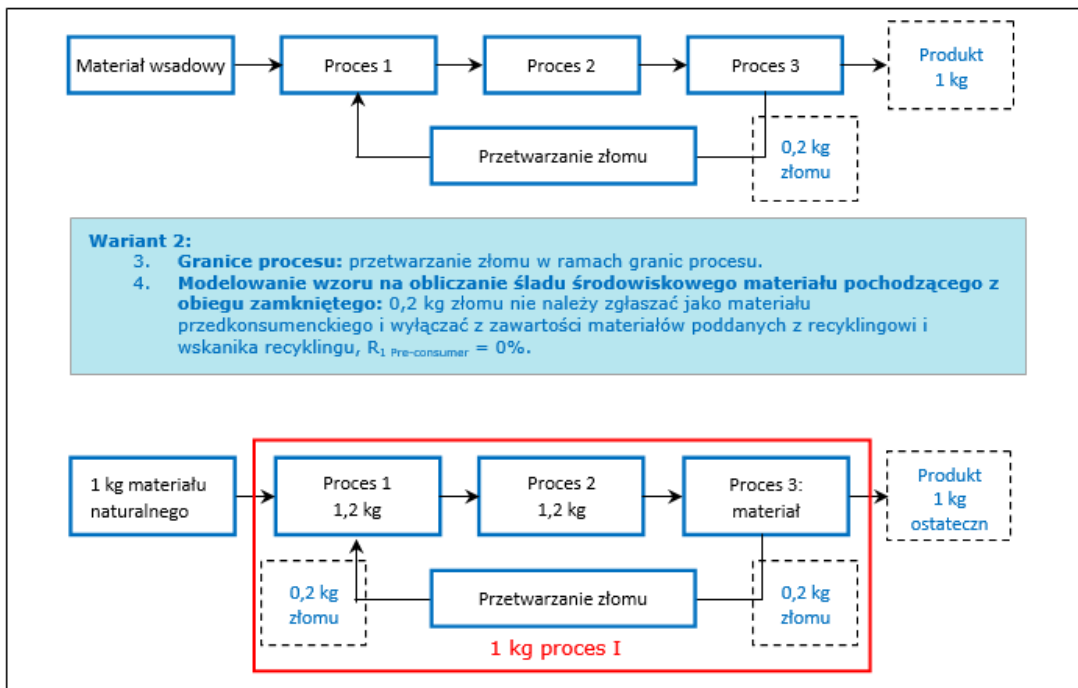 Materiał wsadowy
Proces 1
Proces 2
Proces 3
Produkt
1 kg
Przetwarzanie złomu
0,2 kg
złomu
Wariant 2:
3. Granice procesu: przetwarzanie złomu w ramach granic procesu.
4. Modelowanie wzoru na obliczanie śladu środowiskowego materiału pochodzącego z
obiegu zamkniętego: 0,2 kg złomu nie należy zgłaszać jako materiału
przedkonsumenckiego i wyłączać z zawartości materiałów poddanych z recyklingowi i
wskanika recyklingu, R1 Pre-consumer = 0%.
1 kg materiału
naturalnego
Proces 1
1,2 kg
Proces 2
1,2 kg
Proces 3:
materiał
Produkt
1 kg
ostateczn
0,2 kg
złomu
Przetwarzanie złomu
0,2 kg
złomu
1 kg proces I